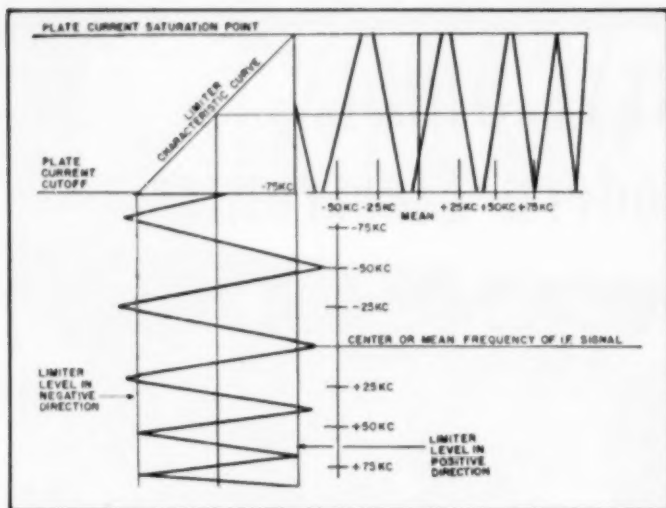 PLATE CURRENT SATURATION POINT
LIMITER
CHARACTERISTIC CURVE
PLATE
CURRENT
CUTOFF
-75KC
-50KC -25KC +25KC +50KC +75KC
MEAN
-75KC
-50KC
-25KC
CENTER OR MEAN FREQUENCY OF I.F. SIGNAL
+25KC
LIMITER
LEVEL IN
NEGATIVE
DIRECTION
+50KC
LIMITER
LEVEL IN
POSITIVE
DIRECTION
+75KC